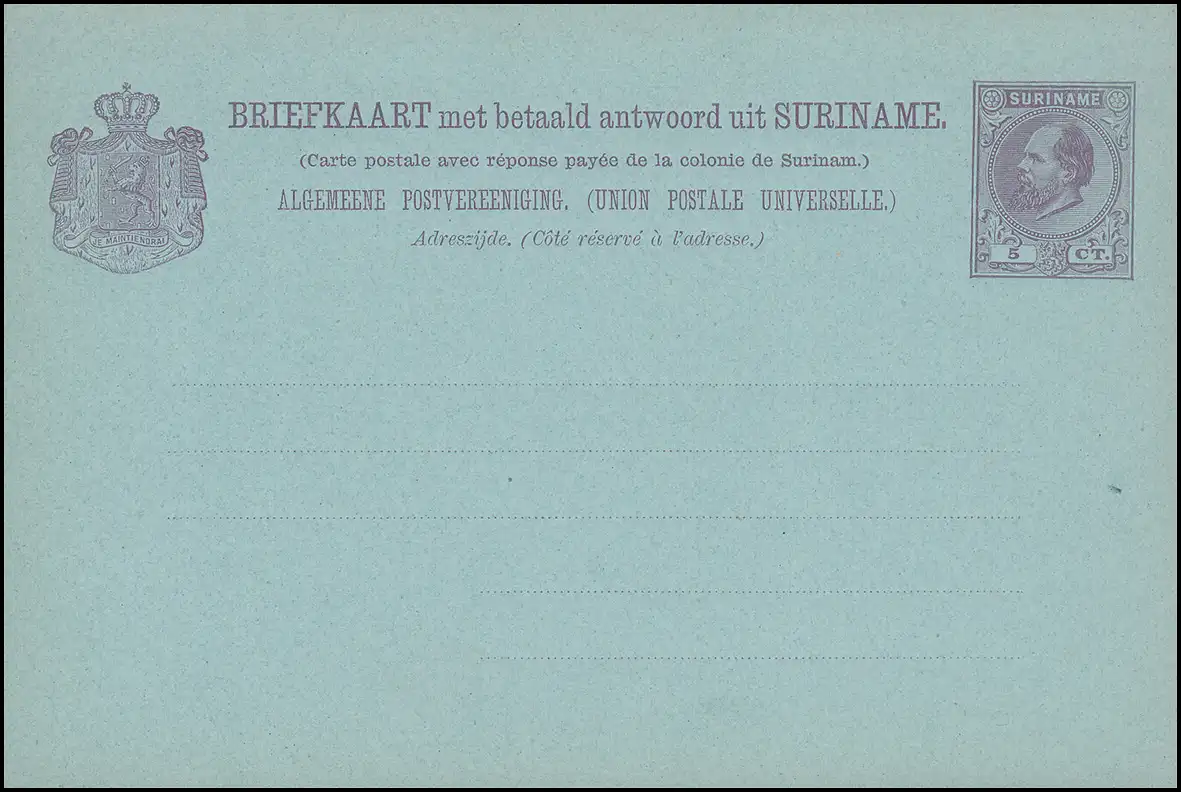 BRIEFKAART met betaald antwoord uit SURINAME.
(Carte postale avec réponse payée de la colonie de Surinam.)
ALGEMEENE POSTVEREENIGING. (UNION POSTALE UNIVERSELLE.)
Adreszijde. (Côté réservé à l'adresse.)
JE MAINTIENDRAI
SURINAME
5 CT.